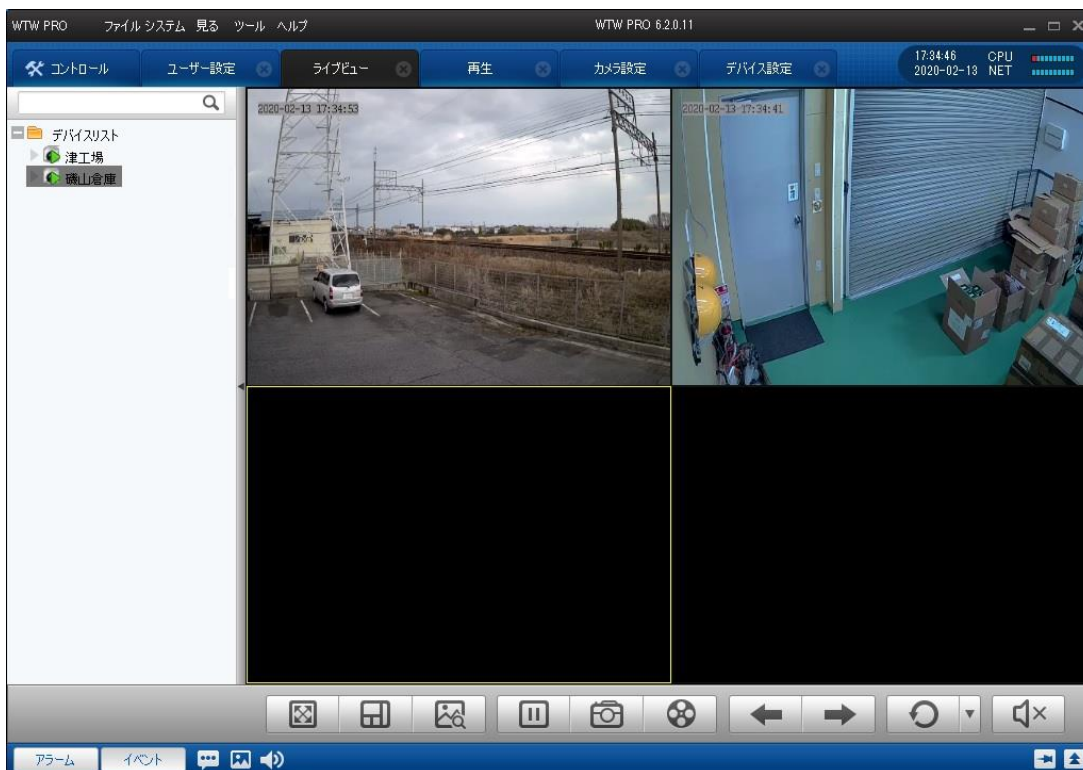 WTW PRO ファイル システム 見る ツール ヘルプ WTW PRO 6.2.0.11
コントロール ユーザー設定 ライブビュー 再生 カメラ設定 デバイス設定 17:34:46 CPU
2020-02-13 NET
デバイスリスト
津工場
磯山倉庫
2020-02-13 17:34:53
2020-02-13 17:34:41
アラーム イベント